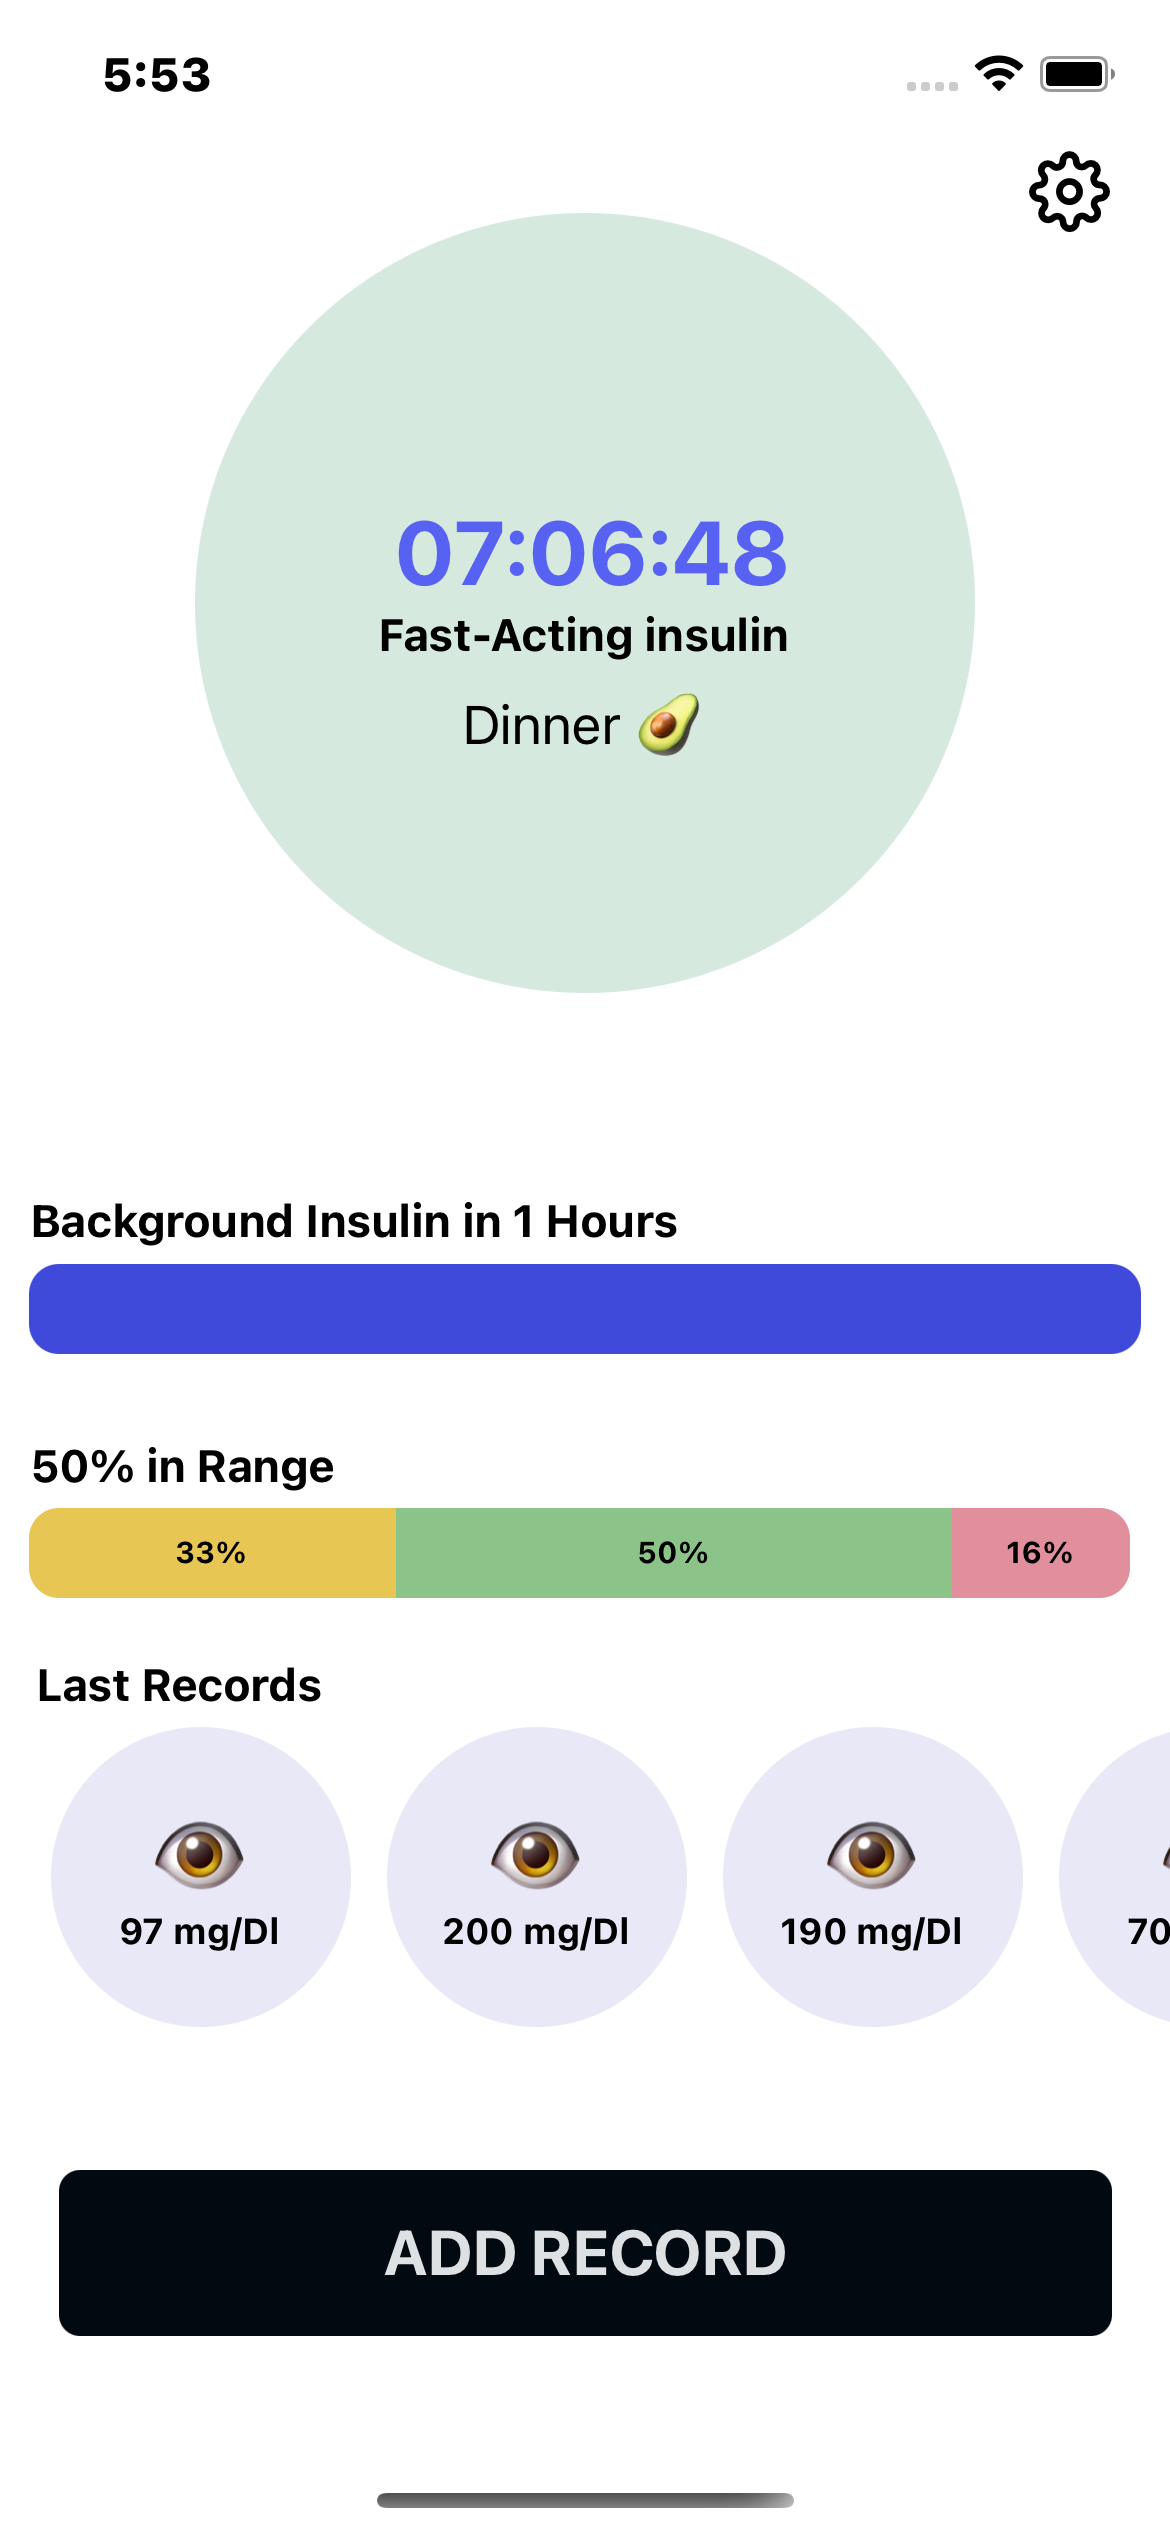 5:53
07:06:48
Fast-Acting insulin
Dinner 🥑
Background Insulin in 1 Hours
50% in Range
33% 50% 16%
Last Records
97 mg/Dl 200 mg/Dl 190 mg/Dl 70
ADD RECORD